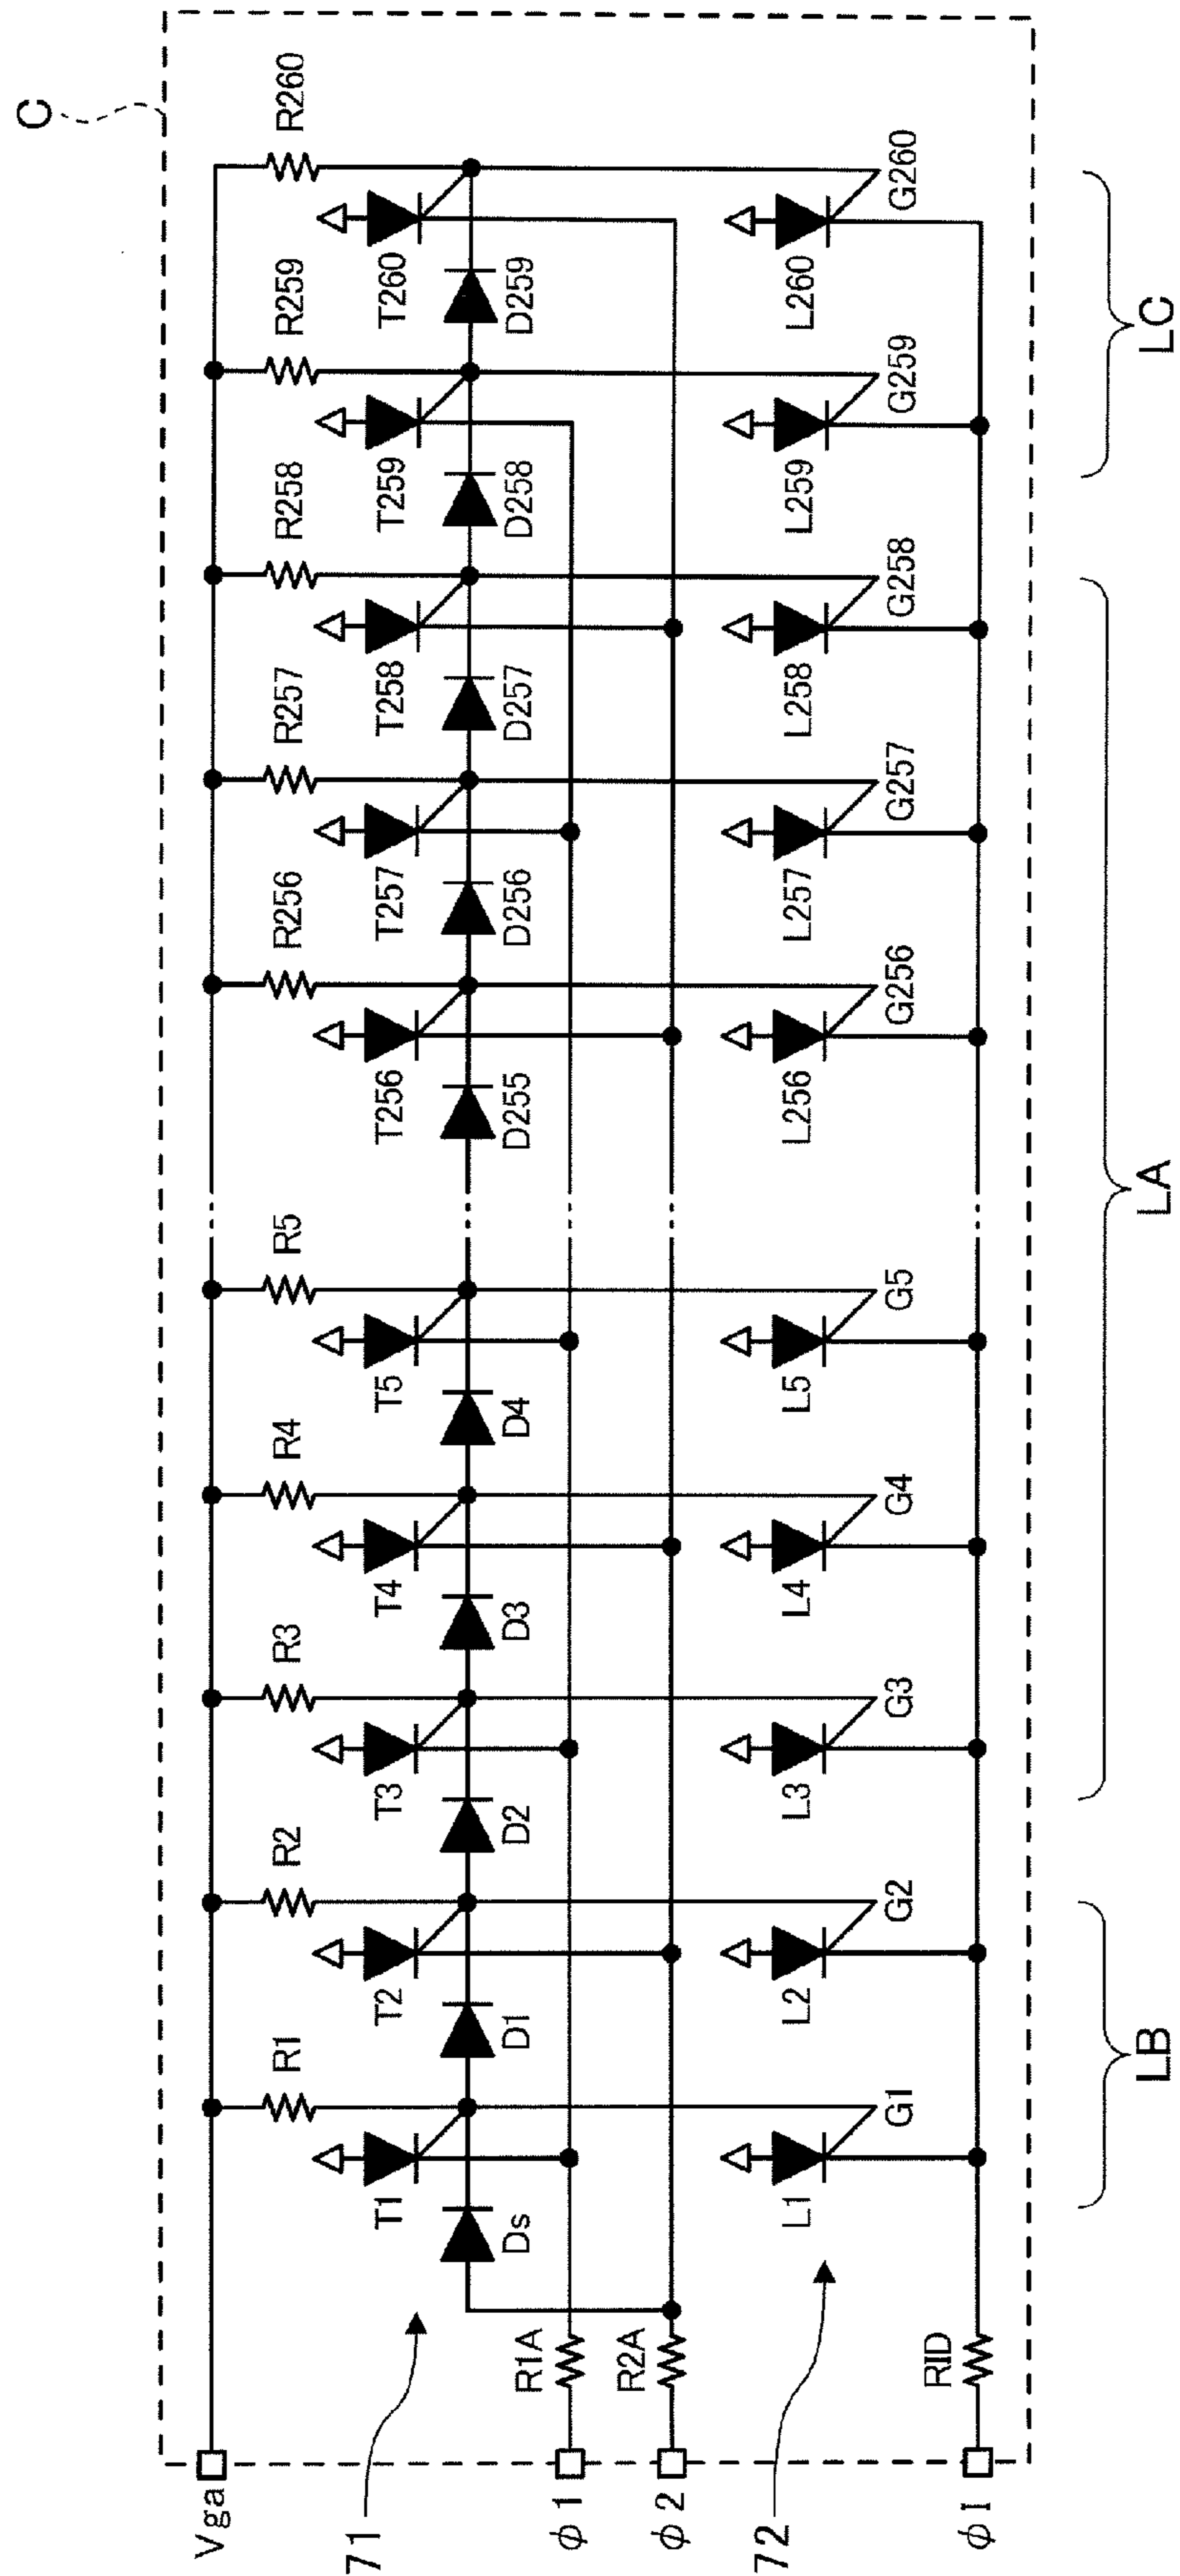 C
R1 R2 R3 R4 R5 R256 R257 R258 R259 R260
Vga
T1 T2 T3 T4 T5 T256 T257 T258 T259 T260
71
Ds D1 D2 D3 D4 D255 D256 D257 D258 D259
R1A
φ1
R2A
φ2
L1 L2 L3 L4 L5 L256 L257 L258 L259 L260
72
G1 G2 G3 G4 G5 G256 G257 G258 G259 G260
RID
φI
LB LA LC